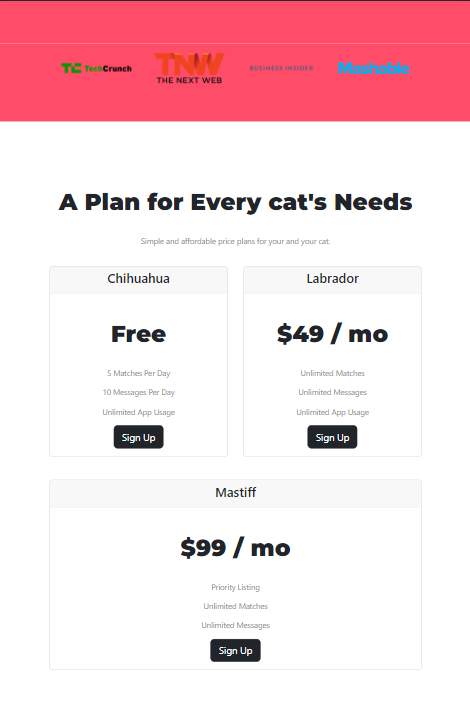 TechCrunch
TNW
THE NEXT WEB
BUSINESS INSIDER
Mashable
A Plan for Every cat's Needs
Simple and affordable price plans for your and your cat.
Chihuahua
Free
5 Matches Per Day
10 Messages Per Day
Unlimited App Usage
Sign Up
Labrador
$49 / mo
Unlimited Matches
Unlimited Messages
Unlimited App Usage
Sign Up
Mastiff
$99 / mo
Priority Listing
Unlimited Matches
Unlimited Messages
Sign Up